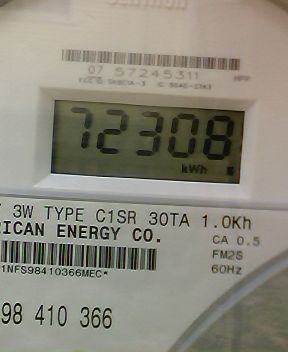 07 57245311
72308
kWh
3W TYPE C1SR 30TA 1.0Kh
RICAN ENERGY CO.
CA 0.5
FM2S
60Hz
1NFS98410366MEC*
98 410 366